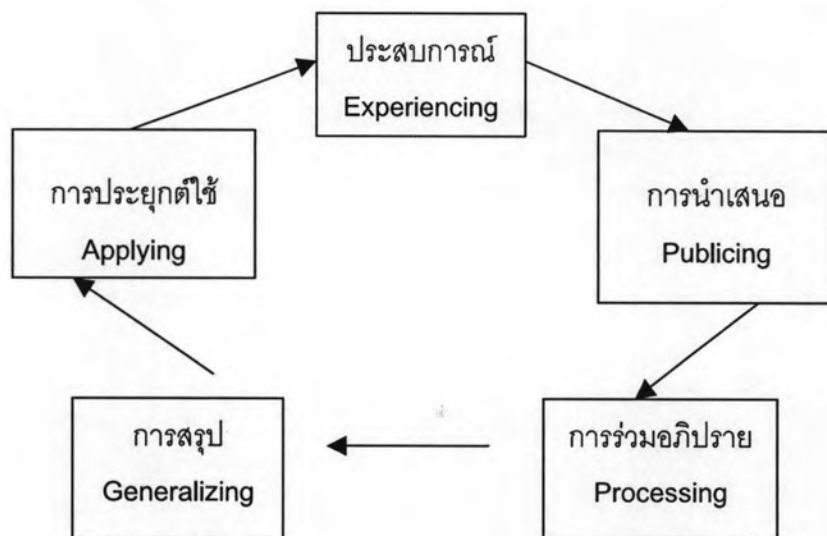 ประสบการณ์
Experiencing
การนำเสนอ
Publicing
การร่วมอภิปราย
Processing
การสรุป
Generalizing
การประยุกต์ใช้
Applying